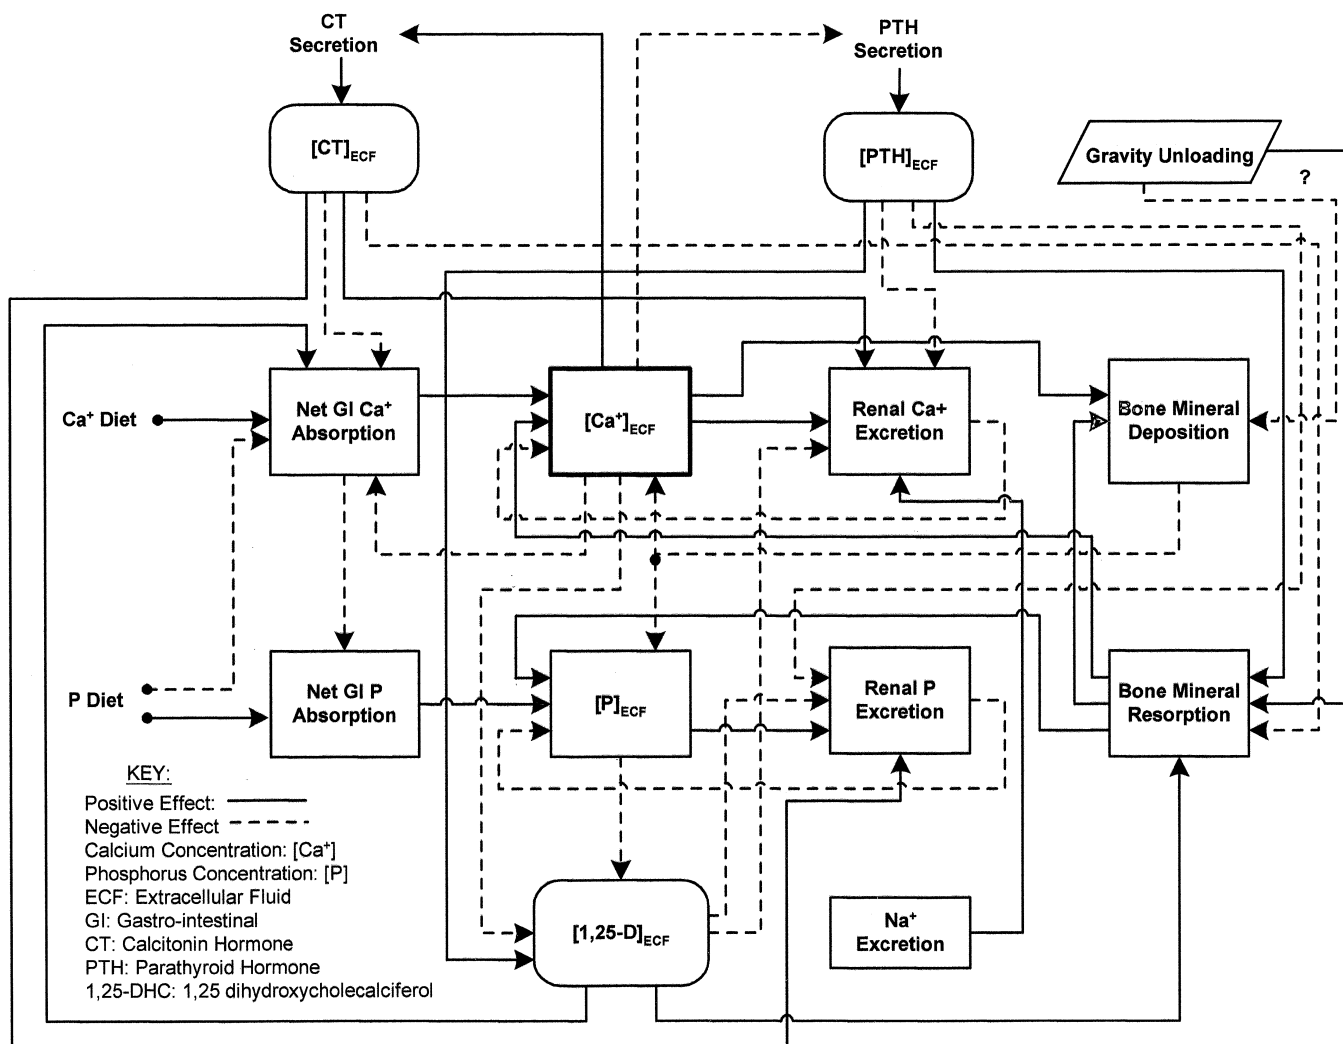 CT
Secretion
PTH
Secretion
[CT]ECF
[PTH]ECF
Gravity Unloading
?
Ca+ Diet
Net GI Ca+
Absorption
[Ca+]ECF
Renal Ca+
Excretion
Bone Mineral
Deposition
P Diet
Net GI P
Absorption
[P]ECF
Renal P
Excretion
Bone Mineral
Resorption
KEY:
Positive Effect:
Negative Effect
Calcium Concentration: [Ca+]
Phosphorus Concentration: [P]
ECF: Extracellular Fluid
GI: Gastro-intestinal
CT: Calcitonin Hormone
PTH: Parathyroid Hormone
1,25-DHC: 1,25 dihydroxycholecalciferol
[1,25-D]ECF
Na+
Excretion